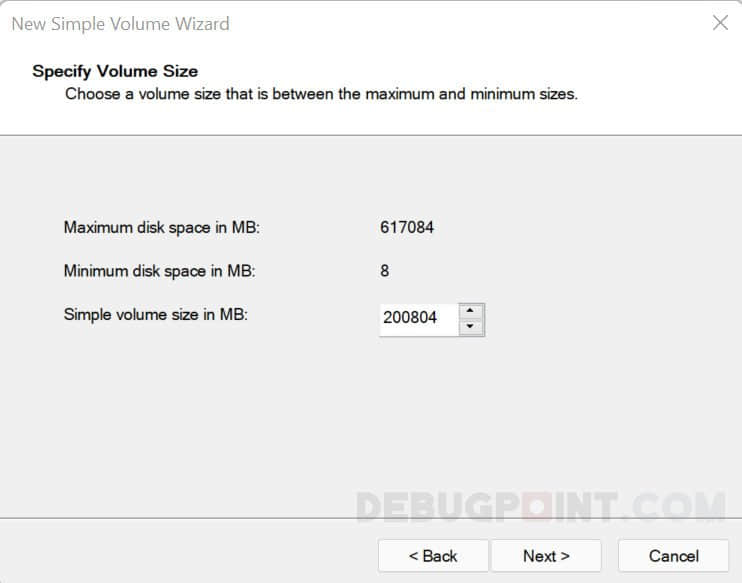 New Simple Volume Wizard
Specify Volume Size
Choose a volume size that is between the maximum and minimum sizes.
Maximum disk space in MB: 617084
Minimum disk space in MB: 8
Simple volume size in MB: 200804
DEBUGPOINT.COM
< Back Next > Cancel